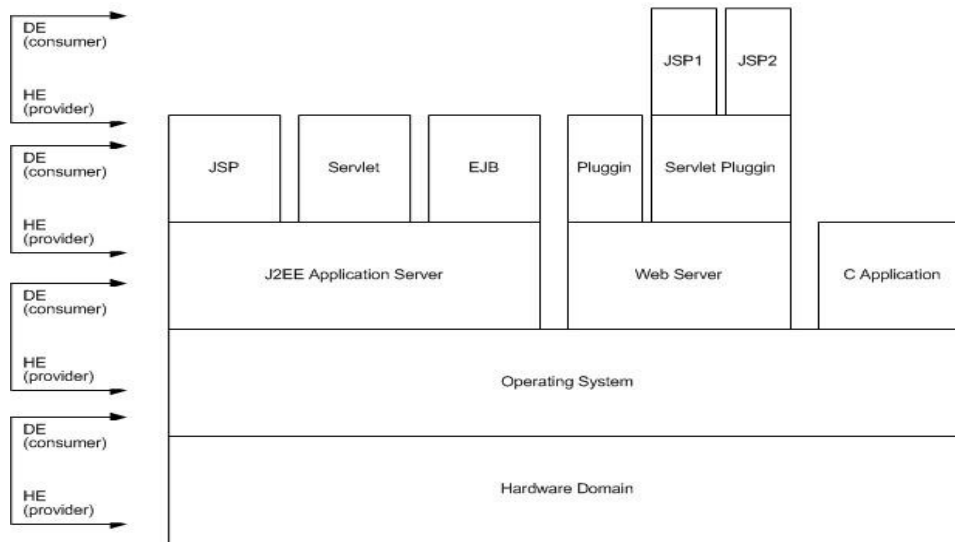 DE
(consumer)
JSP1
JSP2
HE
(provider)
DE
(consumer)
JSP
Servlet
EJB
Pluggin
Servlet Pluggin
HE
(provider)
J2EE Application Server
Web Server
C Application
DE
(consumer)
HE
(provider)
Operating System
DE
(consumer)
Hardware Domain
HE
(provider)